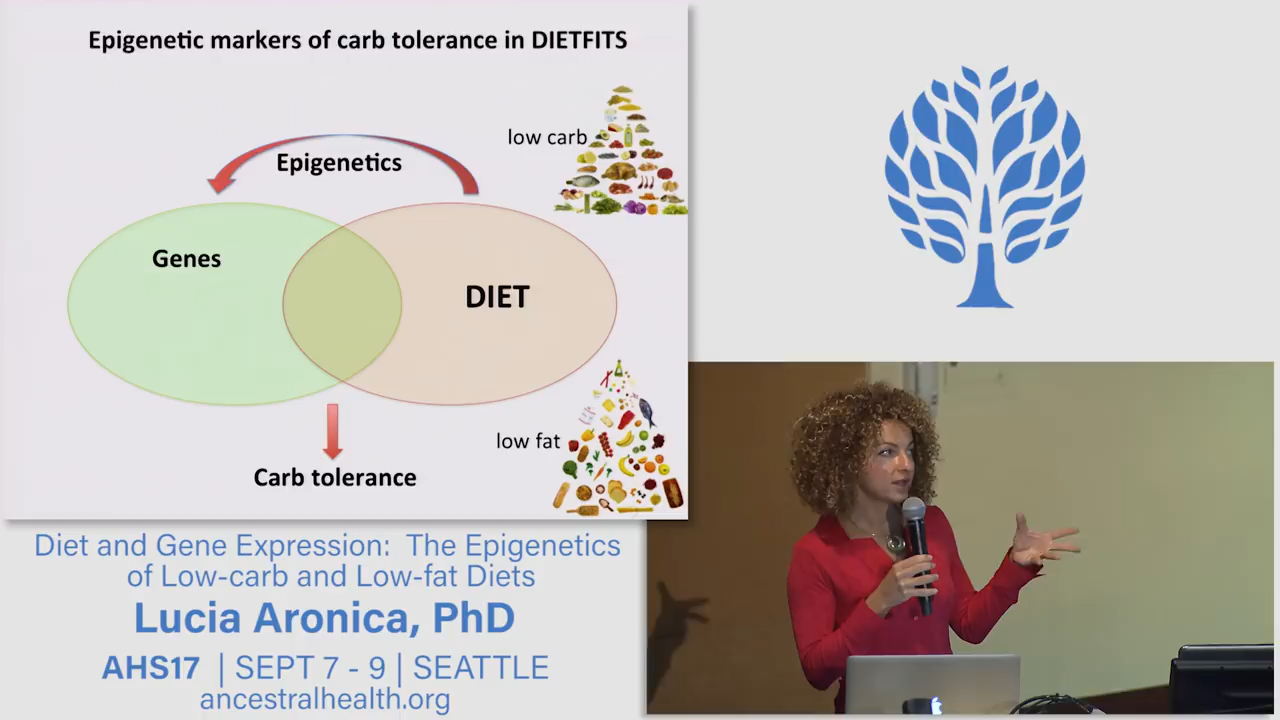 Epigenetic markers of carb tolerance in DIETFITS
low carb
Epigenetics
Genes
DIET
low fat
Carb tolerance
Diet and Gene Expression: The Epigenetics
of Low-carb and Low-fat Diets
Lucia Aronica, PhD
AHS17 | SEPT 7 - 9 | SEATTLE
ancestralhealth.org